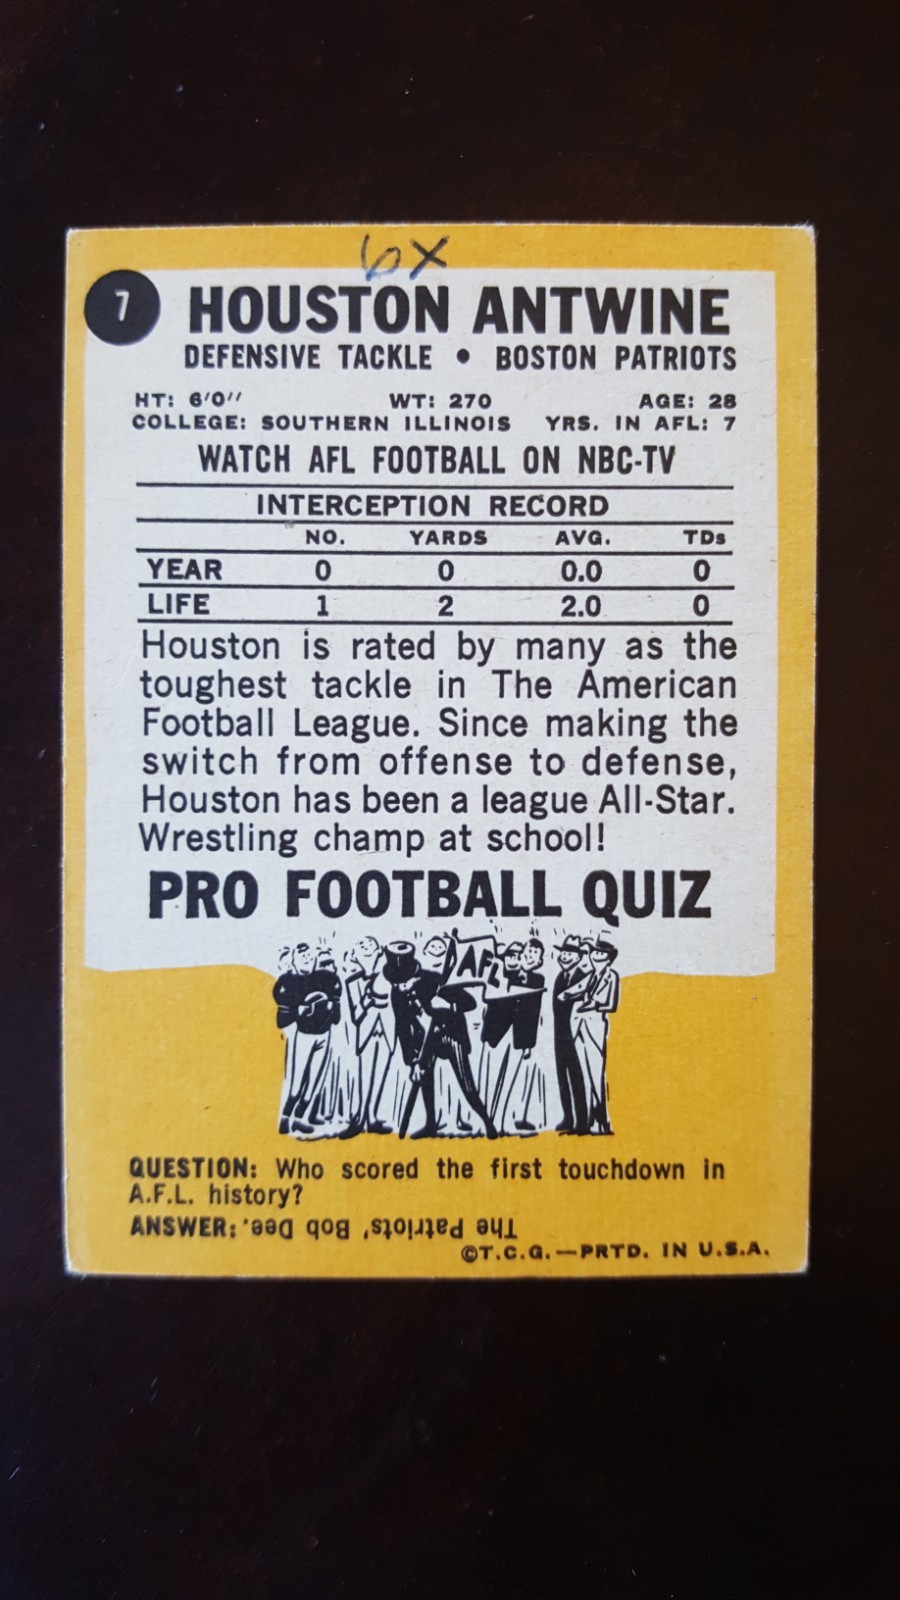 6X
7
HOUSTON ANTWINE
DEFENSIVE TACKLE • BOSTON PATRIOTS
HT: 6'0'' WT: 270 AGE: 28
COLLEGE: SOUTHERN ILLINOIS YRS. IN AFL: 7
WATCH AFL FOOTBALL ON NBC-TV
INTERCEPTION RECORD
NO. YARDS AVG. TDs
YEAR 0 0 0.0 0
LIFE 1 2 2.0 0
Houston is rated by many as the
toughest tackle in The American
Football League. Since making the
switch from offense to defense,
Houston has been a league All-Star.
Wrestling champ at school!
PRO FOOTBALL QUIZ
AFL
QUESTION: Who scored the first touchdown in
A.F.L. history?
ANSWER: The Patriots' Bob Dee.
©T.C.G.—PRTD. IN U.S.A.